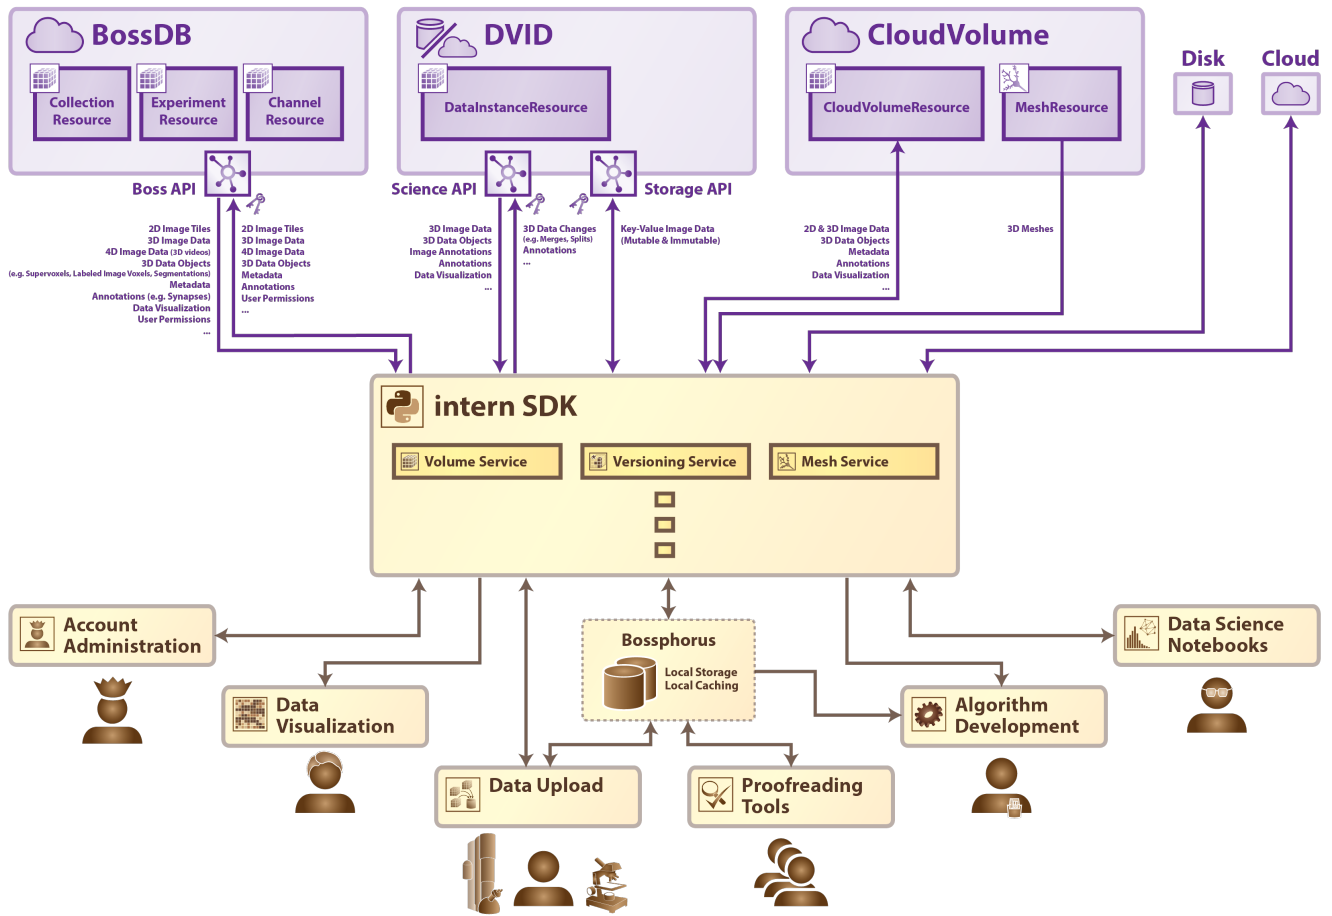 BossDB
Collection
Resource
Experiment
Resource
Channel
Resource
Boss API
DVID
DataInstanceResource
Science API
Storage API
CloudVolume
CloudVolumeResource
MeshResource
Disk
Cloud
2D Image Tiles
3D Image Data
4D Image Data (3D videos)
3D Data Objects
(e.g. Supervoxels, Labeled Image Voxels, Segmentations)
Metadata
Annotations (e.g. Synapses)
Data Visualization
User Permissions
...
2D Image Tiles
3D Image Data
4D Image Data
3D Data Objects
Metadata
Annotations
User Permissions
...
3D Image Data
3D Data Objects
Image Annotations
Annotations
Data Visualization
...
3D Data Changes
(e.g. Merges, Splits)
Annotations
...
Key-Value Image Data
(Mutable & Immutable)
2D & 3D Image Data
3D Data Objects
Metadata
Annotations
Data Visualization
...
3D Meshes
intern SDK
Volume Service
Versioning Service
Mesh Service
Account
Administration
Data
Visualization
Bossphorus
Local Storage
Local Caching
Data Upload
Proofreading
Tools
Algorithm
Development
Data Science
Notebooks